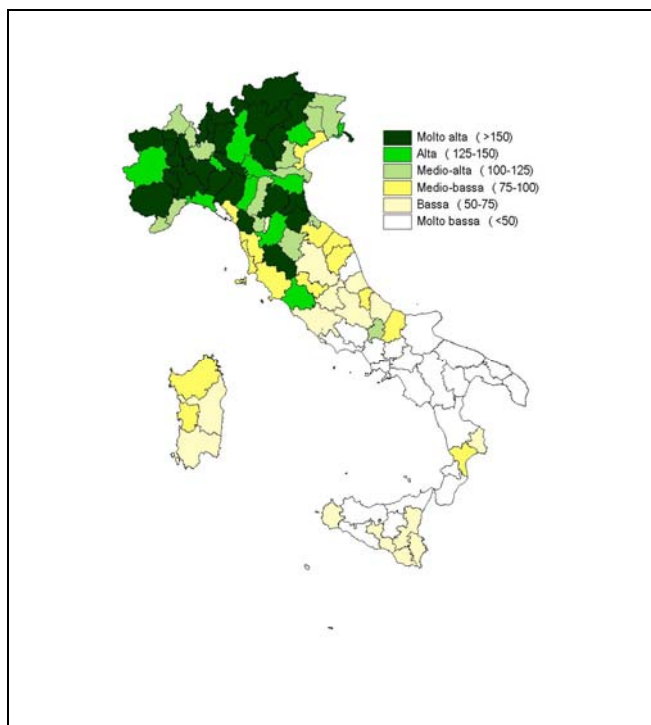 Molto alta ( >150)
Alta ( 125-150)
Medio-alta ( 100-125)
Medio-bassa ( 75-100)
Bassa ( 50-75)
Molto bassa ( <50)